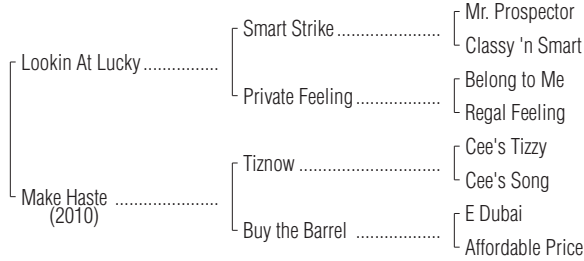 Mr. Prospector
Smart Strike ......................
Classy 'n Smart
Lookin At Lucky ................
Belong to Me
Private Feeling ..................
Regal Feeling
Cee's Tizzy
Tiznow ..............................
Cee's Song
Make Haste ......................
(2010)
E Dubai
Buy the Barrel ..................
Affordable Price